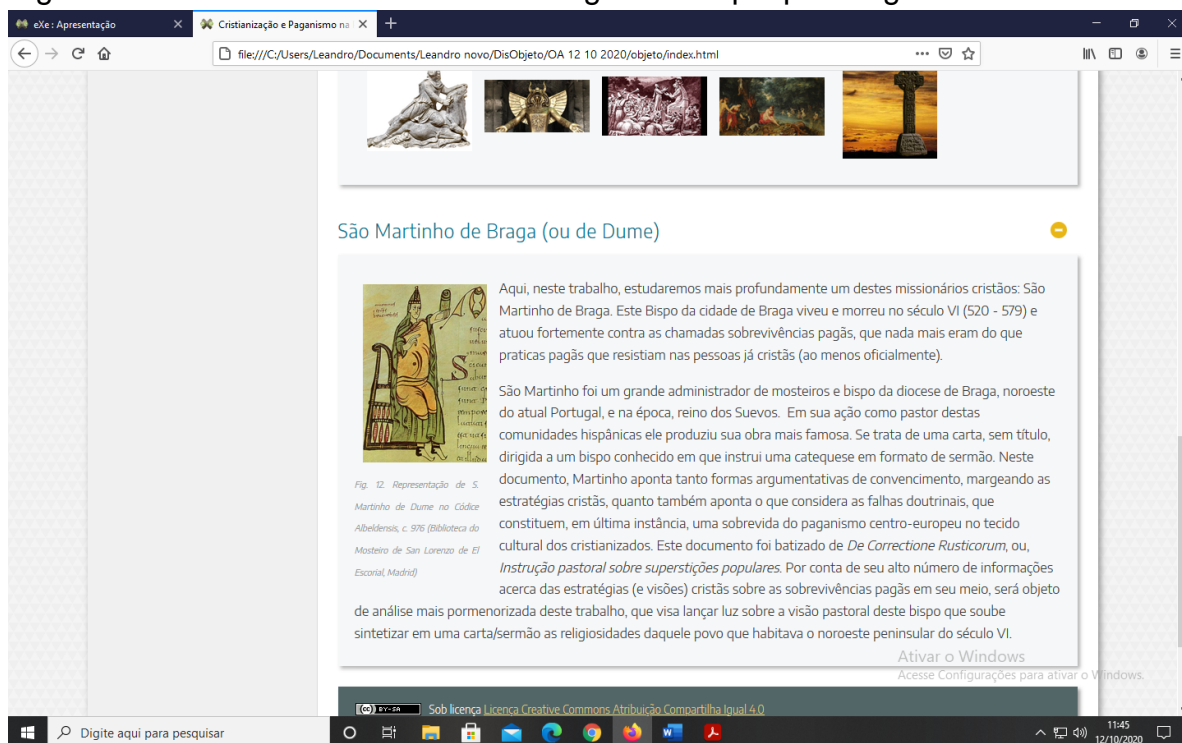 eXe : Apresentação
Cristianização e Paganismo na
file:///C:/Users/Leandro/Documents/Leandro novo/DisObjeto/OA 12 10 2020/objeto/index.html
São Martinho de Braga (ou de Dume)
Aqui, neste trabalho, estudaremos mais profundamente um destes missionários cristãos: São
Martinho de Braga. Este Bispo da cidade de Braga viveu e morreu no século VI (520 - 579) e
atuou fortemente contra as chamadas sobrevivências pagãs, que nada mais eram do que
praticas pagãs que resistiam nas pessoas já cristãs (ao menos oficialmente).
São Martinho foi um grande administrador de mosteiros e bispo da diocese de Braga, noroeste
do atual Portugal, e na época, reino dos Suevos. Em sua ação como pastor destas
comunidades hispânicas ele produziu sua obra mais famosa. Se trata de uma carta, sem título,
dirigida a um bispo conhecido em que instrui uma catequese em formato de sermão. Neste
documento, Martinho aponta tanto formas argumentativas de convencimento, margeando as
estratégias cristãs, quanto também aponta o que considera as falhas doutrinais, que
constituem, em última instância, uma sobrevida do paganismo centro-europeu no tecido
cultural dos cristianizados. Este documento foi batizado de De Correctione Rusticorum, ou,
Instrução pastoral sobre superstições populares. Por conta de seu alto número de informações
acerca das estratégias (e visões) cristãs sobre as sobrevivências pagãs em seu meio, será objeto
de análise mais pormenorizada deste trabalho, que visa lançar luz sobre a visão pastoral deste bispo que soube
sintetizar em uma carta/sermão as religiosidades daquele povo que habitava o noroeste peninsular do século VI.
Fig. 12. Representação de S.
Martinho de Dume no Códice
Albeldensis, c. 976 (Biblioteca do
Mosteiro de San Lorenzo de El
Escorial, Madrid)
Ativar o Windows
Acesse Configurações para ativar o Windows.
(cc) BY-SA Sob licença Licença Creative Commons Atribuição Compartilha Igual 4.0
Digite aqui para pesquisar
11:45
12/10/2020